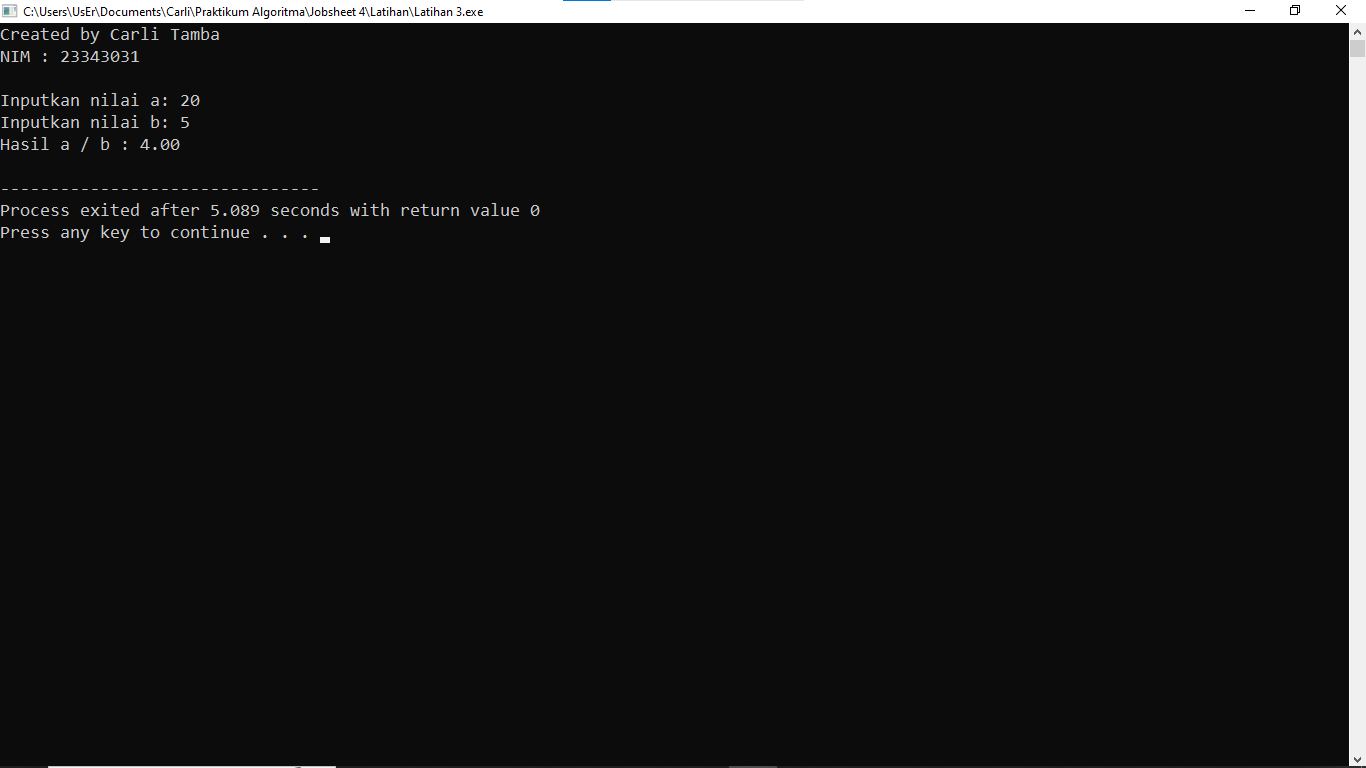 C:\Users\UsEr\Documents\Carli\Praktikum Algoritma\Jobsheet 4\Latihan\Latihan 3.exe
Created by Carli Tamba
NIM : 23343031
Inputkan nilai a: 20
Inputkan nilai b: 5
Hasil a / b : 4.00
--------------------------------
Process exited after 5.089 seconds with return value 0
Press any key to continue . . .